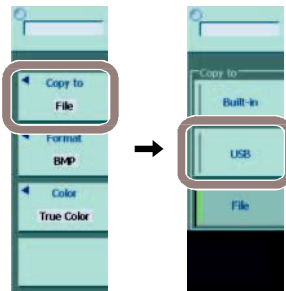 Copy to
File
Format
BMP
Color
True Color
Copy to
Built-in
USB
File